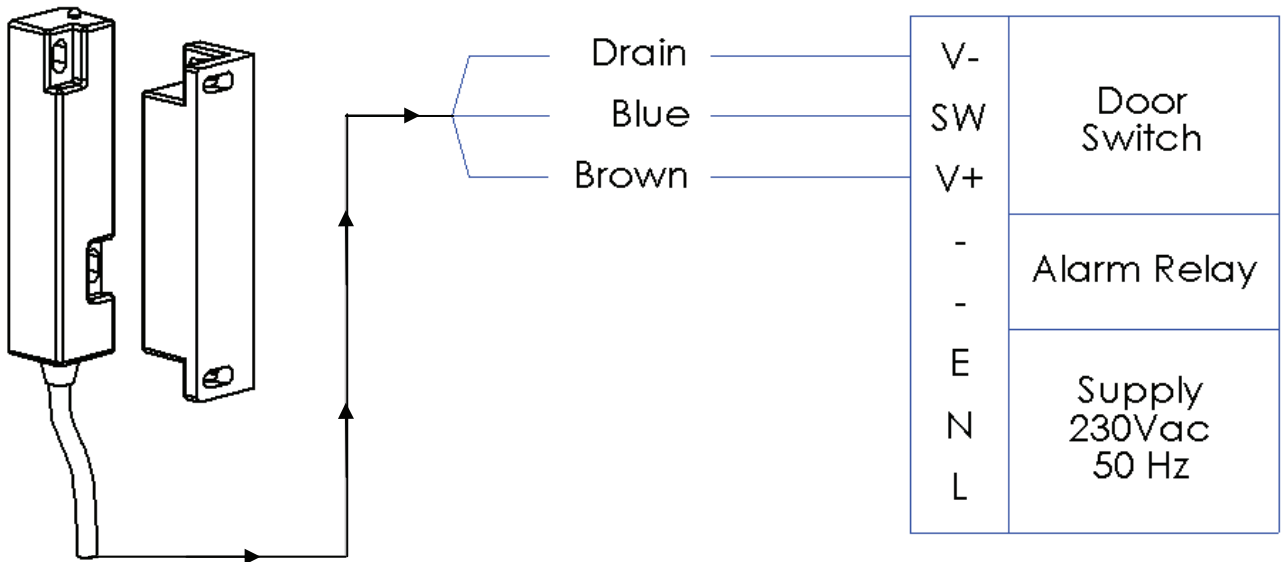 Drain
Blue
Brown
V-
SW
V+
-
-
E
N
L
Door
Switch
Alarm Relay
Supply
230Vac
50 Hz